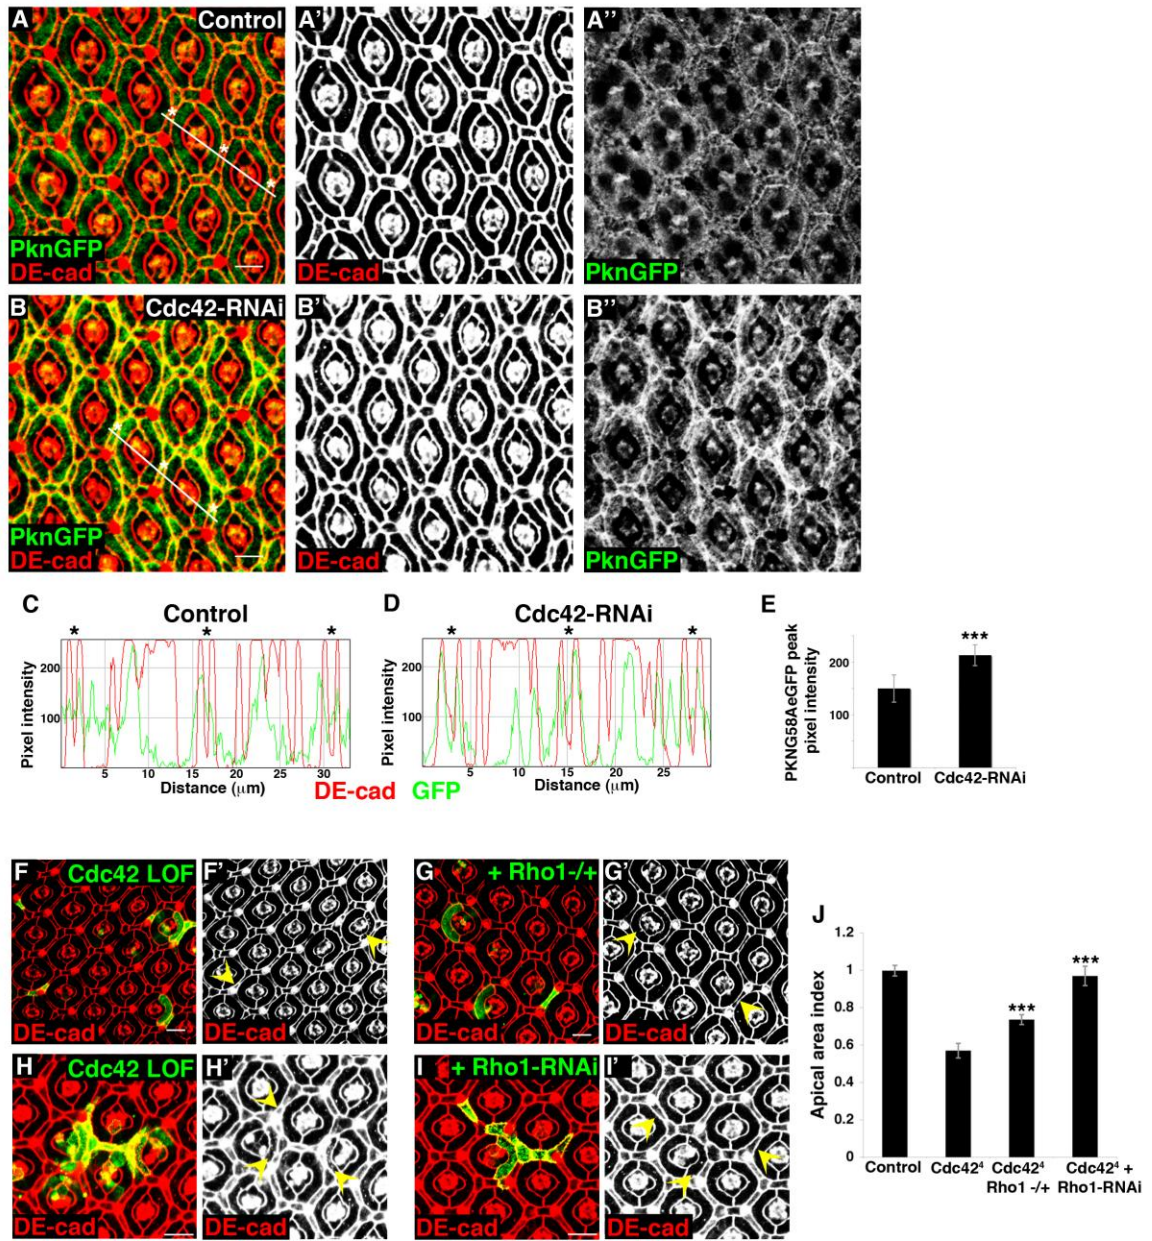 A Control
A'
A''
PknGFP
DE-cad
DE-cad
PknGFP
B Cdc42-RNAi
B'
B''
PknGFP
DE-cad
DE-cad
PknGFP
C Control
D Cdc42-RNAi
E
* * *
* * *
Pixel intensity
200
100
5 10 15 20 25 30
Distance (μm)
Pixel intensity
200
100
5 10 15 20 25
Distance (μm)
DE-cad GFP
PKNG58AeGFP peak
pixel intensity
200
100
***
Control Cdc42-RNAi
F Cdc42 LOF
F'
G + Rho1-/+
G'
DE-cad
DE-cad
DE-cad
DE-cad
H Cdc42 LOF
H'
I + Rho1-RNAi
I'
DE-cad
DE-cad
DE-cad
DE-cad
J
Apical area index
1.2
1
0.8
0.6
0.4
0.2
0
***
***
Control
Cdc42⁴
Cdc42⁴
Rho1 -/+
Cdc42⁴ +
Rho1-RNAi